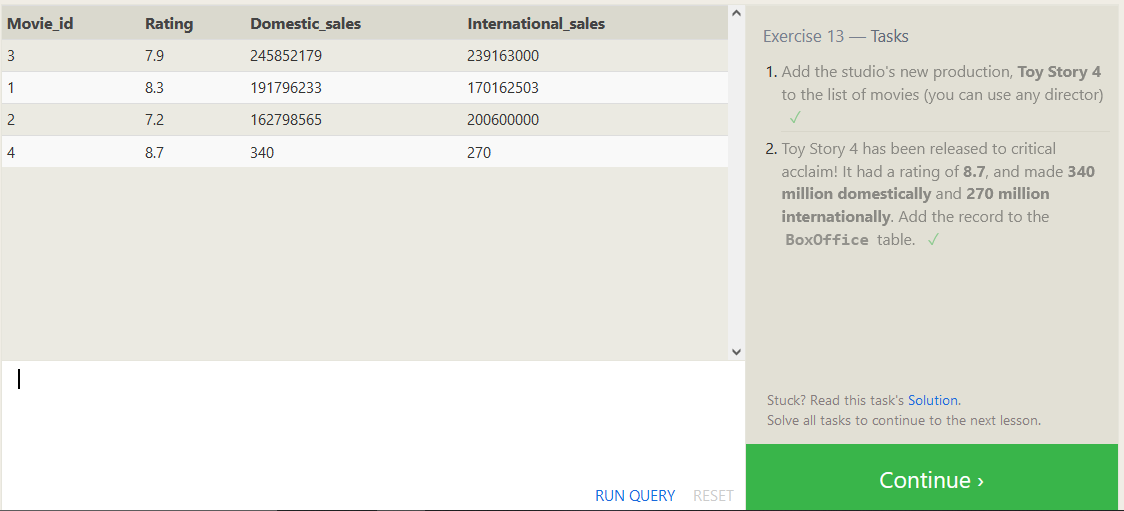 Movie_id Rating Domestic_sales International_sales
3 7.9 245852179 239163000
1 8.3 191796233 170162503
2 7.2 162798565 200600000
4 8.7 340 270
RUN QUERY RESET
Exercise 13 — Tasks
1. Add the studio's new production, Toy Story 4
to the list of movies (you can use any director)
✓
2. Toy Story 4 has been released to critical
acclaim! It had a rating of 8.7, and made 340
million domestically and 270 million
internationally. Add the record to the
BoxOffice table. ✓
Stuck? Read this task's Solution.
Solve all tasks to continue to the next lesson.
Continue ›